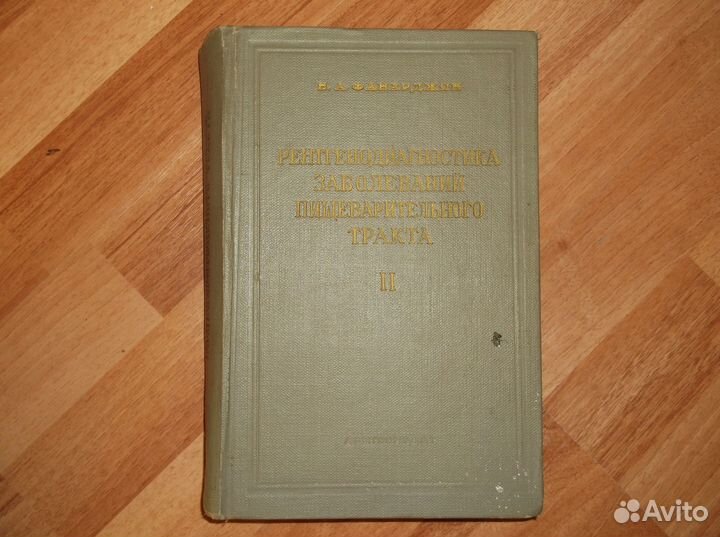 В. А. ФАНАРДЖЯН
РЕНТГЕНОДИАГНОСТИКА
ЗАБОЛЕВАНИЙ
ПИЩЕВАРИТЕЛЬНОГО
ТРАКТА
II
Avito